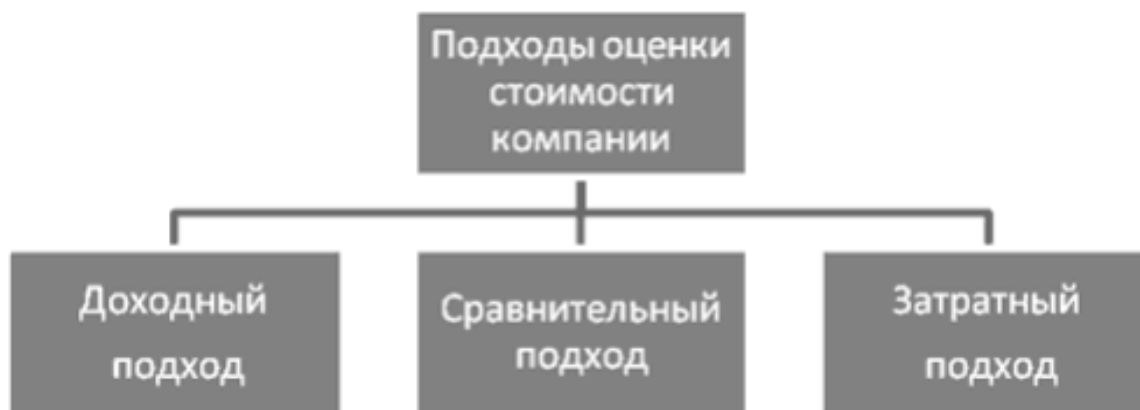 Подходы оценки
стоимости
компании
Доходный
подход
Сравнительный
подход
Затратный
подход